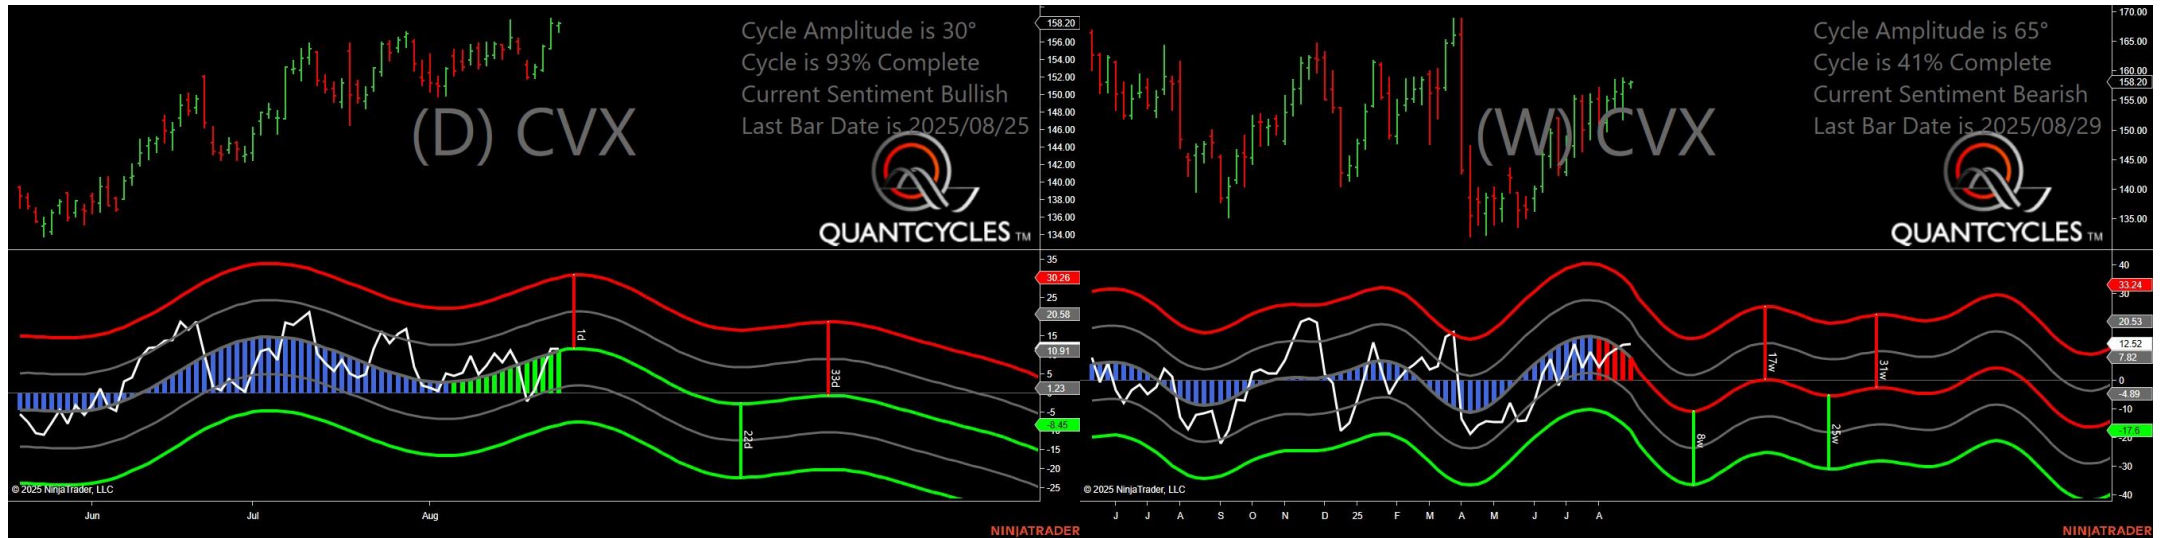 Cycle Amplitude is 30°
Cycle is 93% Complete
Current Sentiment Bullish
Last Bar Date is 2025/08/25
(D) CVX
QUANTCYCLES TM
158.20
156.00
154.00
152.00
150.00
148.00
146.00
144.00
142.00
140.00
138.00
136.00
134.00
35
30.26
25
20.58
15
10.91
5
1.23
-5
-8.45
-15
-20
-25
1d
22d
33d
© 2025 NinjaTrader, LLC
Jun Jul Aug
NINJATRADER
Cycle Amplitude is 65°
Cycle is 41% Complete
Current Sentiment Bearish
Last Bar Date is 2025/08/29
(W) CVX
QUANTCYCLES TM
170.00
165.00
160.00
158.20
155.00
150.00
145.00
140.00
135.00
40
33.24
30
20.53
12.52
7.82
0
-4.89
-10
-17.6
-20
-30
-40
8w
17w
25w
31w
© 2025 NinjaTrader, LLC
J J A S O N D 25 F M A M J J A
NINJATRADER